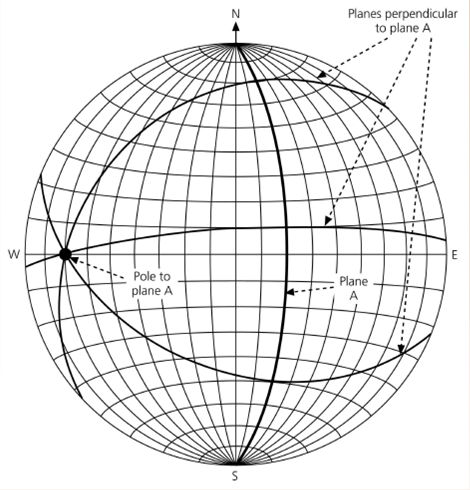 N
Planes perpendicular
to plane A
W
E
Pole to
plane A
Plane
A
S